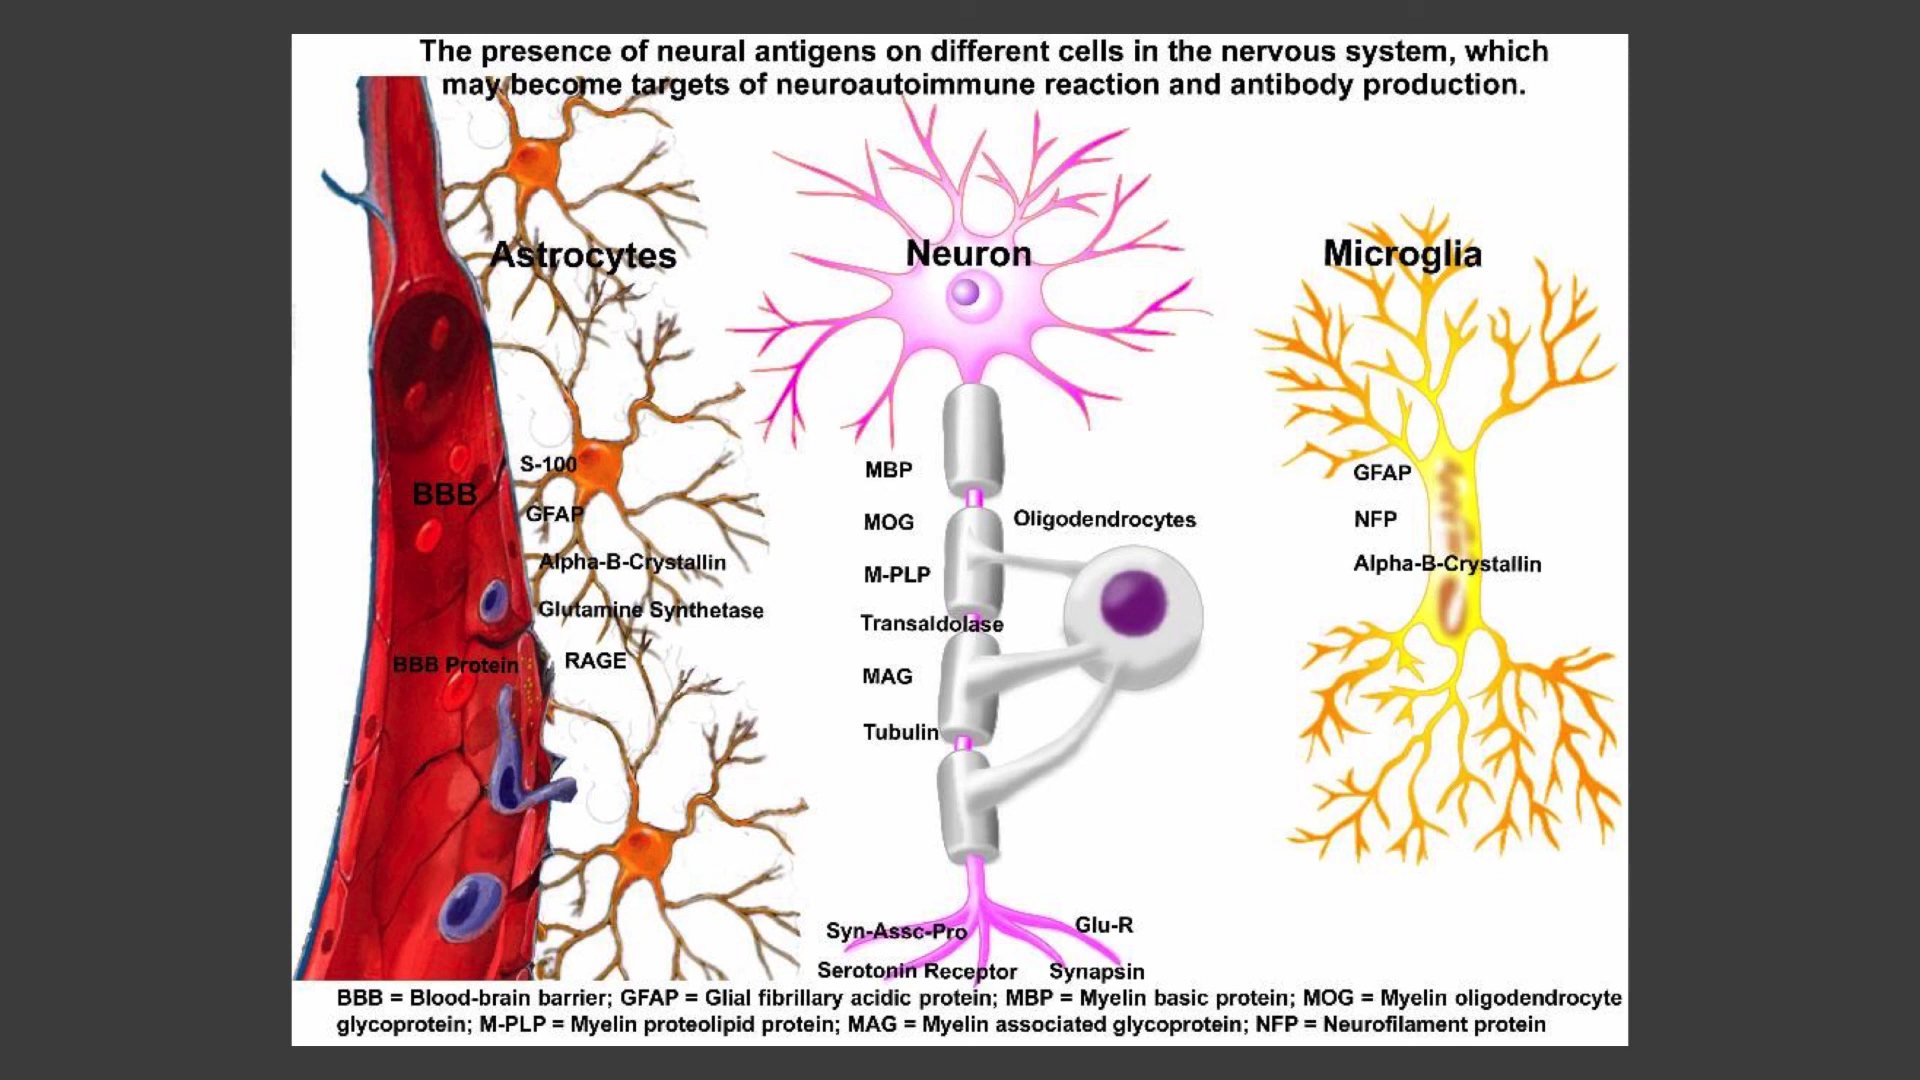 The presence of neural antigens on different cells in the nervous system, which
may become targets of neuroautoimmune reaction and antibody production.
Astrocytes
Neuron
Microglia
S-100
BBB
GFAP
Alpha-B-Crystallin
Glutamine Synthetase
BBB Protein
RAGE
MBP
MOG
Oligodendrocytes
M-PLP
Transaldolase
MAG
Tubulin
GFAP
NFP
Alpha-B-Crystallin
Syn-Assc-Pro
Glu-R
Serotonin Receptor
Synapsin
BBB = Blood-brain barrier; GFAP = Glial fibrillary acidic protein; MBP = Myelin basic protein; MOG = Myelin oligodendrocyte
glycoprotein; M-PLP = Myelin proteolipid protein; MAG = Myelin associated glycoprotein; NFP = Neurofilament protein